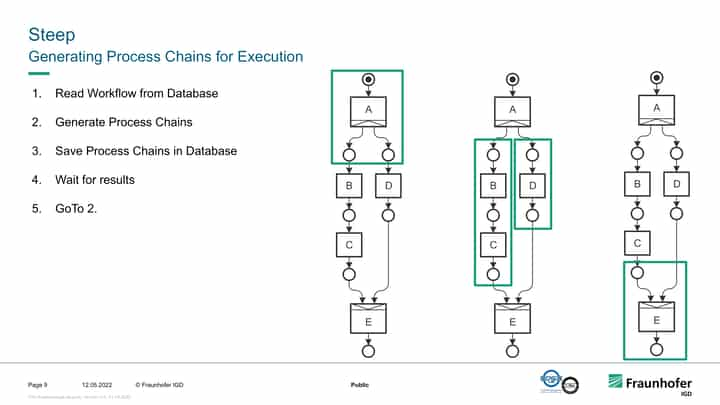 Steep
Generating Process Chains for Execution
1. Read Workflow from Database
2. Generate Process Chains
3. Save Process Chains in Database
4. Wait for results
5. GoTo 2.
A
B D
C
E
A
B D
C
E
A
B D
C
E
Page 9 12.05.2022 © Fraunhofer IGD Public
Fraunhofer
IGD